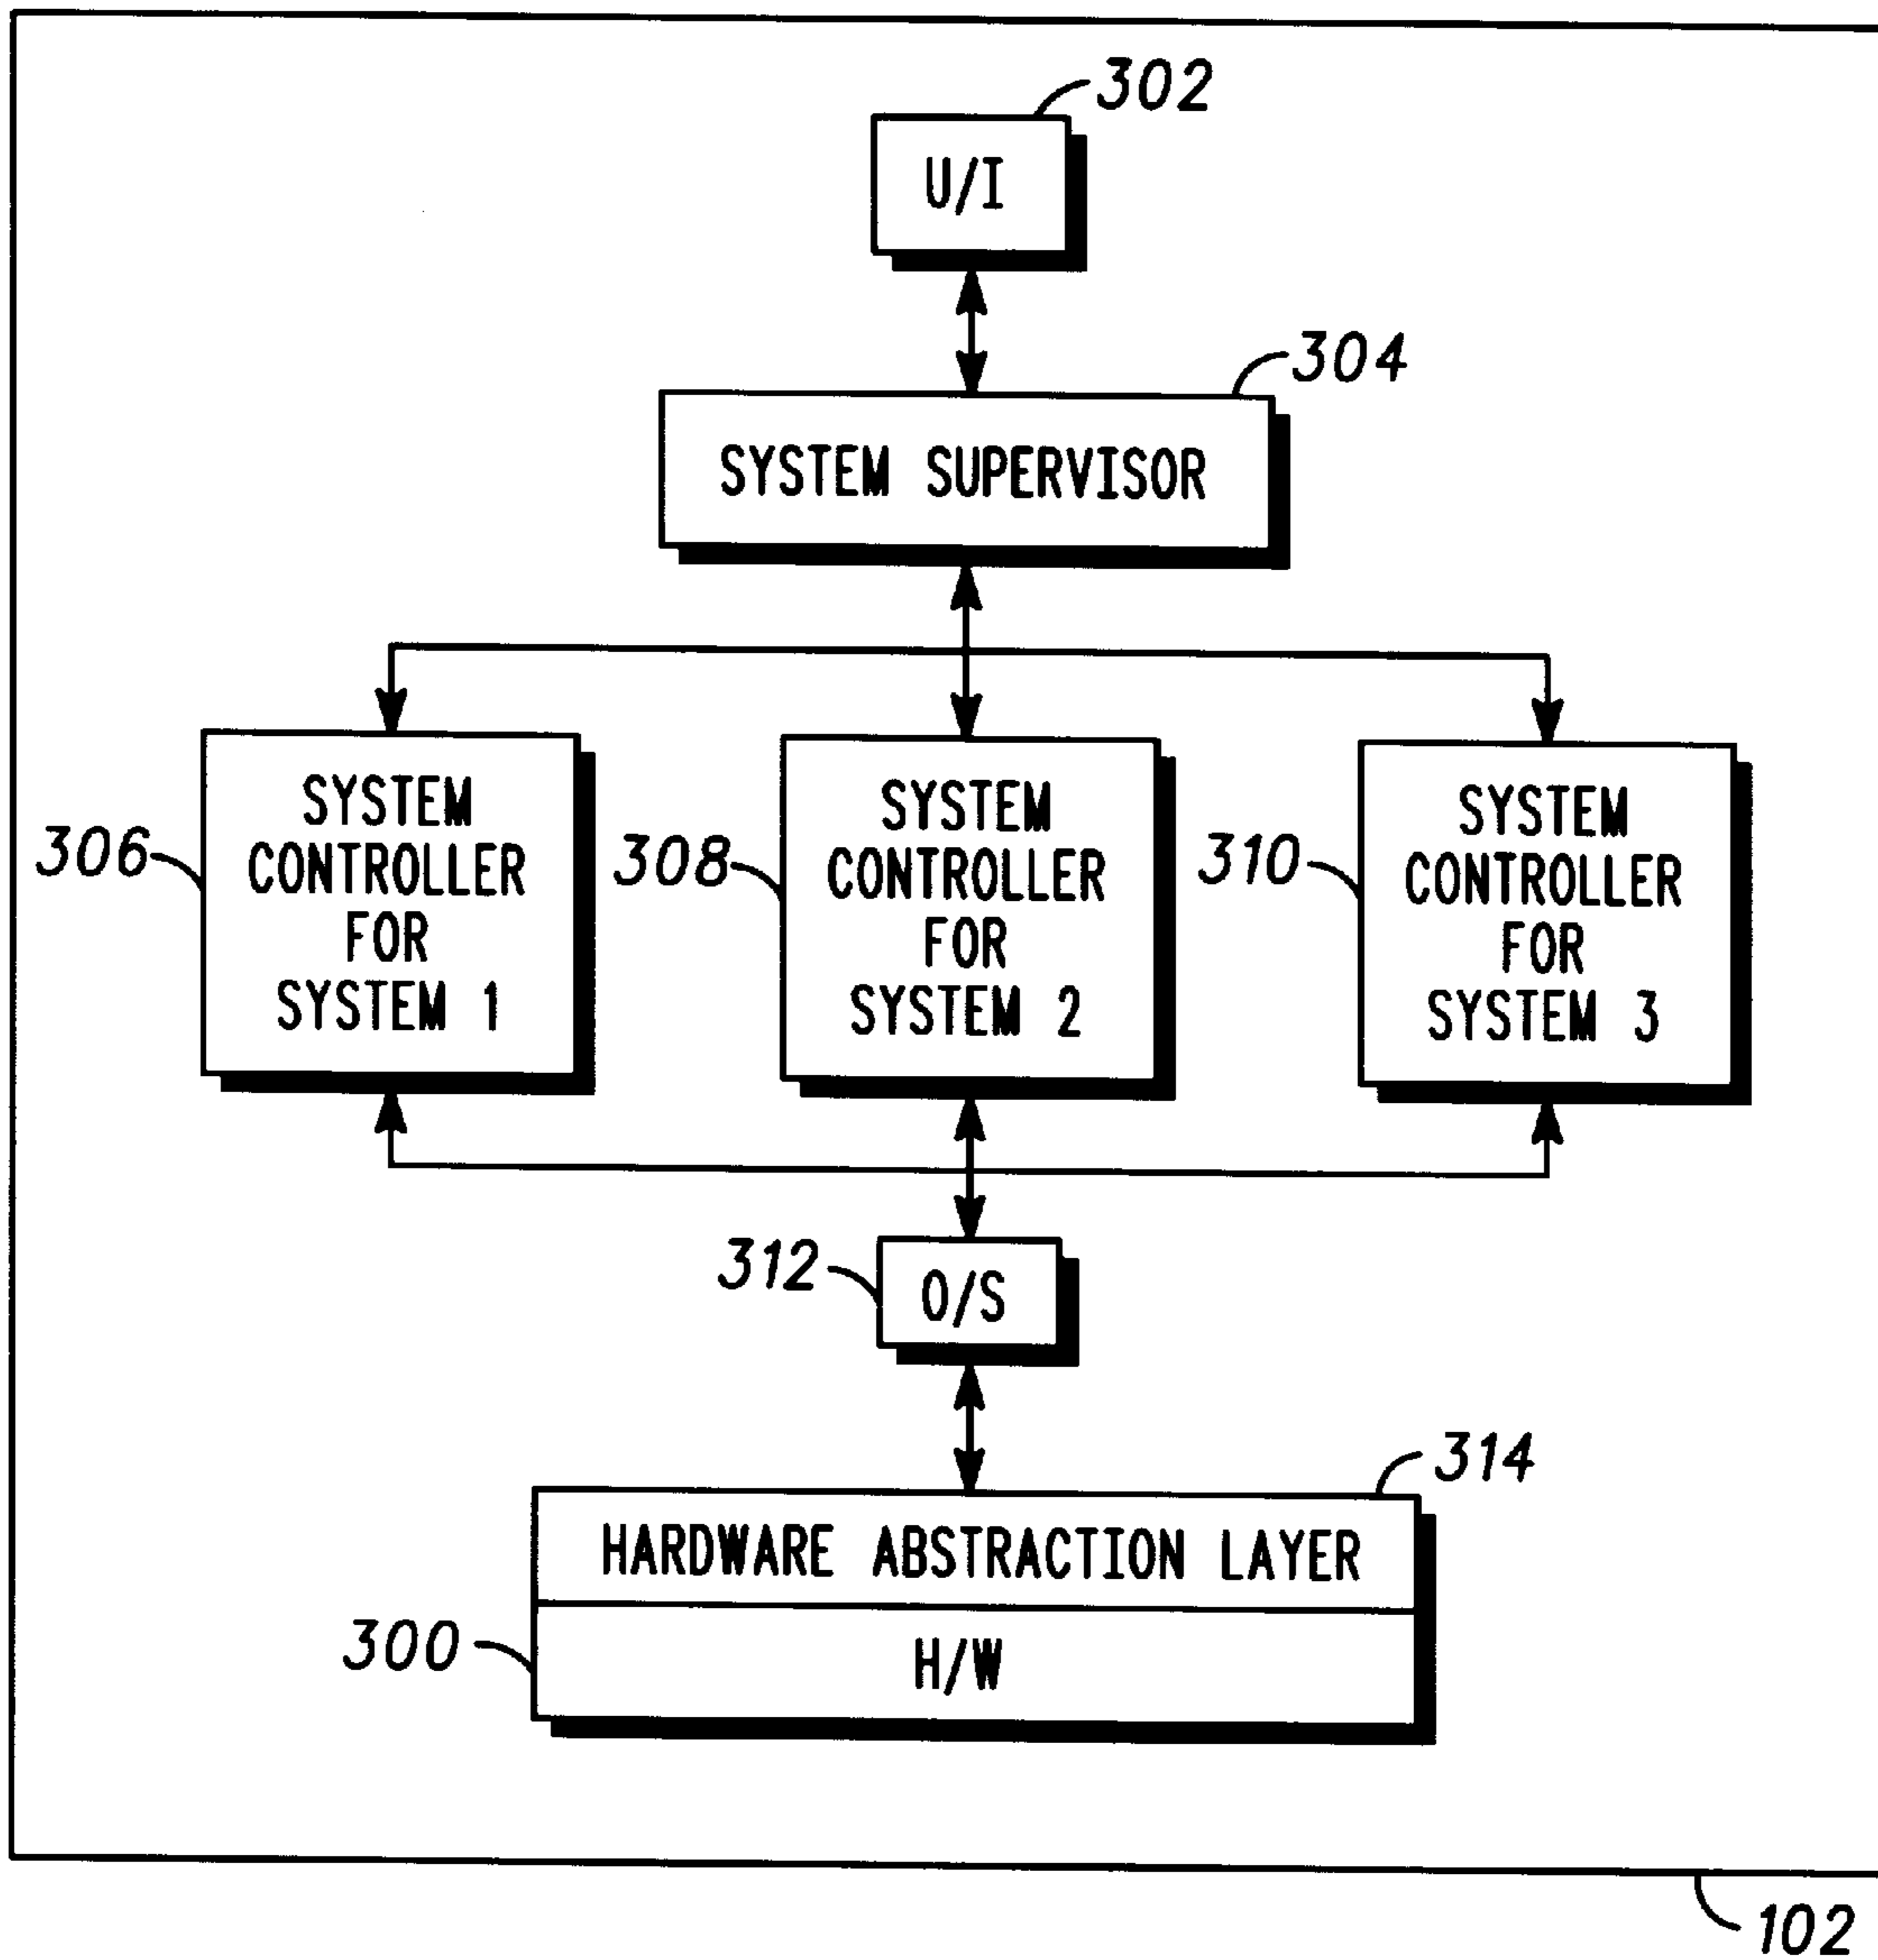 302
U/I
304
SYSTEM SUPERVISOR
306
SYSTEM
CONTROLLER
FOR
SYSTEM 1
308
SYSTEM
CONTROLLER
FOR
SYSTEM 2
310
SYSTEM
CONTROLLER
FOR
SYSTEM 3
312
O/S
314
HARDWARE ABSTRACTION LAYER
300
H/W
102